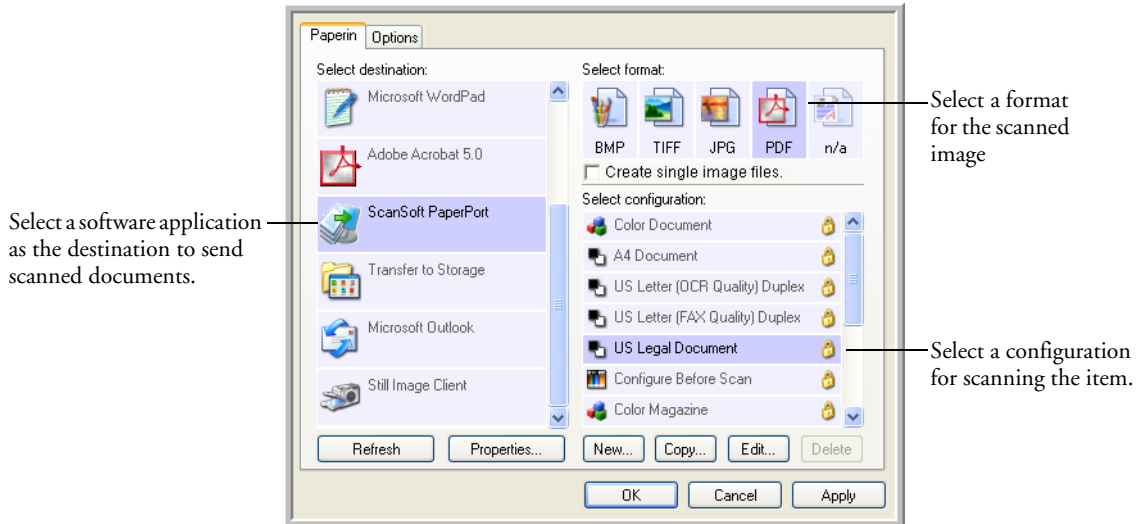 Paperin
Options
Select destination:
Microsoft WordPad
Adobe Acrobat 5.0
ScanSoft PaperPort
Transfer to Storage
Microsoft Outlook
Still Image Client
Refresh
Properties...
Select format:
BMP
TIFF
JPG
PDF
n/a
Create single image files.
Select configuration:
Color Document
A4 Document
US Letter (OCR Quality) Duplex
US Letter (FAX Quality) Duplex
US Legal Document
Configure Before Scan
Color Magazine
New...
Copy...
Edit...
Delete
OK
Cancel
Apply
Select a software application
as the destination to send
scanned documents.
Select a format
for the scanned
image
Select a configuration
for scanning the item.